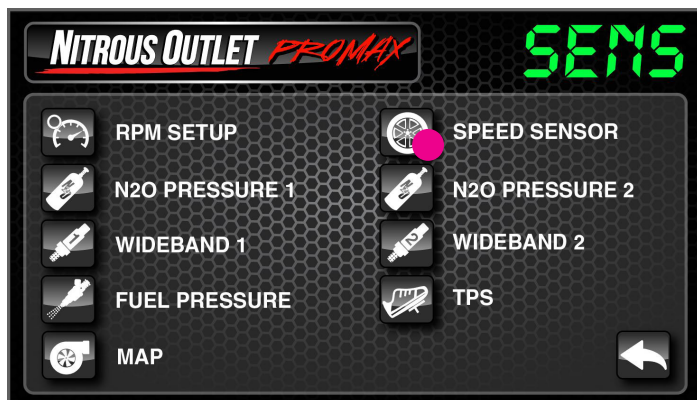 NITROUS OUTLET PROMAX
SENS
RPM SETUP
SPEED SENSOR
N2O PRESSURE 1
N2O PRESSURE 2
WIDEBAND 1
WIDEBAND 2
FUEL PRESSURE
TPS
MAP